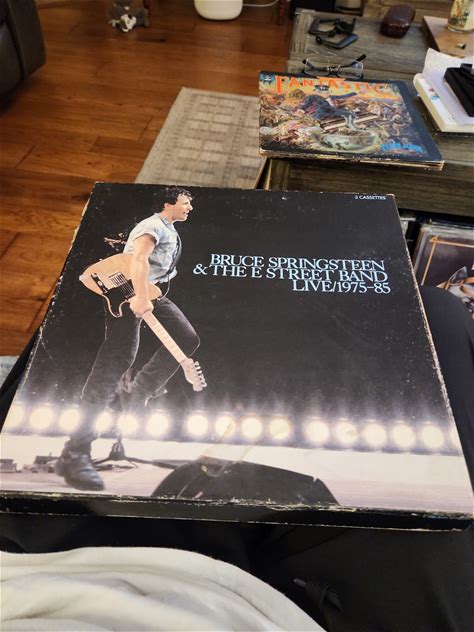 FANTASTIC
3 CASSETTES
BRUCE SPRINGSTEEN
& THE E STREET BAND
LIVE/1975-85